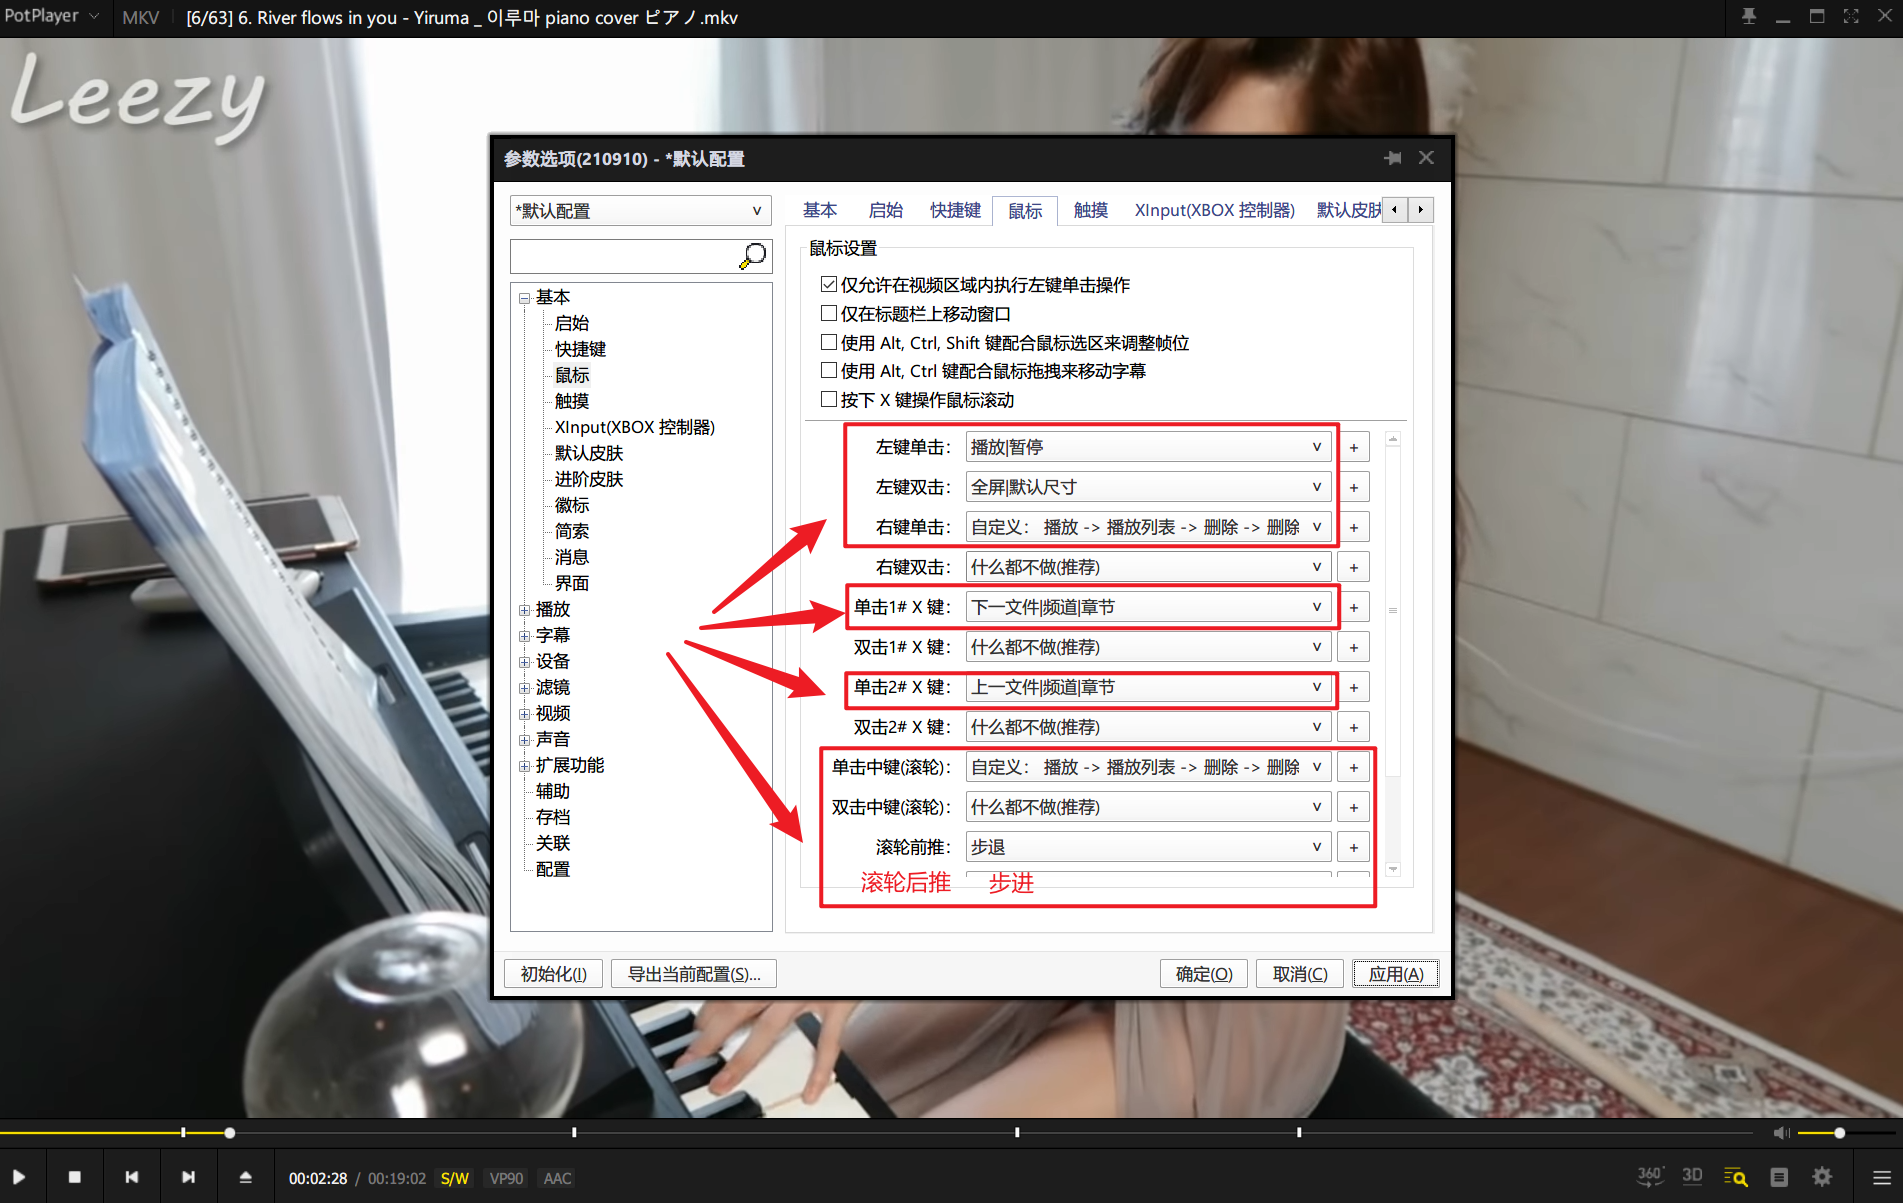 PotPlayer
MKV
[6/63] 6. River flows in you - Yiruma _ 이루마 piano cover ピアノ.mkv
Leezy
参数选项(210910) - *默认配置
*默认配置
基本
启始
快捷键
鼠标
触摸
XInput(XBOX 控制器)
默认皮肤
进阶皮肤
徽标
简索
消息
界面
播放
字幕
设备
滤镜
视频
声音
扩展功能
辅助
存档
关联
配置
基本 启始 快捷键 鼠标 触摸 XInput(XBOX 控制器) 默认皮肤
鼠标设置
仅允许在视频区域内执行左键单击操作
仅在标题栏上移动窗口
使用 Alt, Ctrl, Shift 键配合鼠标选区来调整帧位
使用 Alt, Ctrl 键配合鼠标拖拽来移动字幕
按下 X 键操作鼠标滚动
左键单击: 播放|暂停 +
左键双击: 全屏|默认尺寸 +
右键单击: 自定义: 播放 -> 播放列表 -> 删除 -> 删除 +
右键双击: 什么都不做(推荐) +
单击1# X 键: 下一文件|频道|章节 +
双击1# X 键: 什么都不做(推荐) +
单击2# X 键: 上一文件|频道|章节 +
双击2# X 键: 什么都不做(推荐) +
单击中键(滚轮): 自定义: 播放 -> 播放列表 -> 删除 -> 删除 +
双击中键(滚轮): 什么都不做(推荐) +
滚轮前推: 步退 +
滚轮后推 步进
初始化(I) 导出当前配置(S)... 确定(O) 取消(C) 应用(A)
00:02:28 / 00:19:02 S/W VP90 AAC
360° 3D